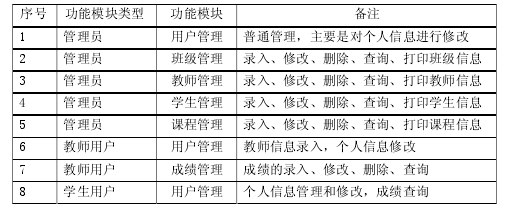 序号 功能模块类型 功能模块 备注
1 管理员 用户管理 普通管理，主要是对个人信息进行修改
2 管理员 班级管理 录入、修改、删除、查询、打印班级信息
3 管理员 教师管理 录入、修改、删除、查询、打印教师信息
4 管理员 学生管理 录入、修改、删除、查询、打印学生信息
5 管理员 课程管理 录入、修改、删除、查询、打印课程信息
6 教师用户 用户管理 教师信息录入，个人信息修改
7 教师用户 成绩管理 成绩的录入、修改、删除、查询
8 学生用户 用户管理 个人信息管理和修改，成绩查询